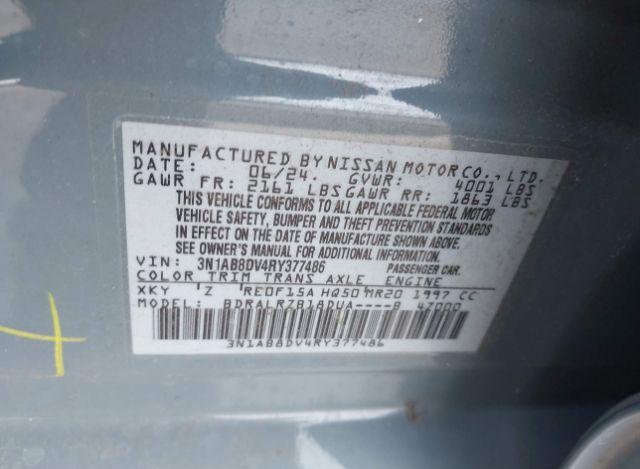 MANUFACTURED BY NISSAN MOTOR CO., LTD.
DATE: 06/24. GVWR: 4001 LBS
GAWR FR: 2161 LBS GAWR RR: 1863 LBS
THIS VEHICLE CONFORMS TO ALL APPLICABLE FEDERAL MOTOR
VEHICLE SAFETY, BUMPER AND THEFT PREVENTION STANDARDS
IN EFFECT ON THE DATE OF MANUFACTURE SHOWN ABOVE.
SEE OWNER'S MANUAL FOR ADDITIONAL INFORMATION.
VIN: 3N1AB8DV4RY377486 PASSENGER CAR.
COLOR TRIM TRANS AXLE ENGINE
XKY Z RE0F15A HQ50 MR20 1997 CC
BDRALRZB18DUA----B 47000
3N1AB8DV4RY377486